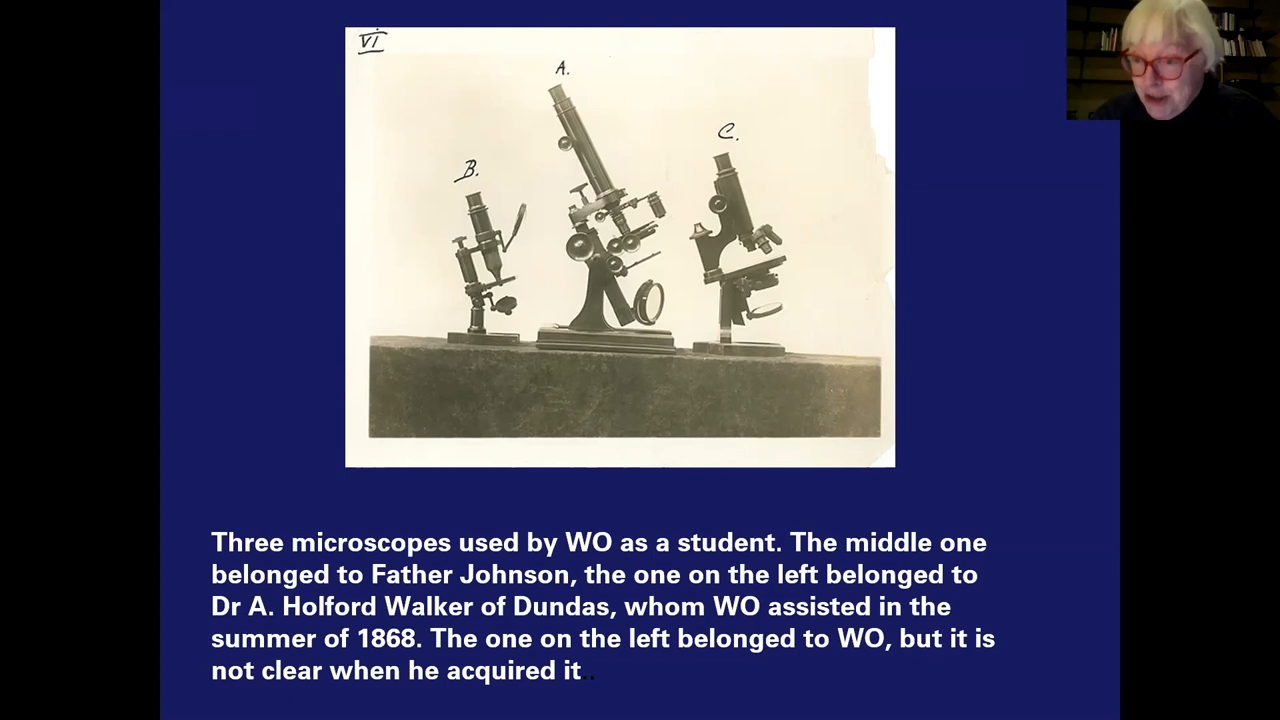 VI
A.
C.
B.
Three microscopes used by WO as a student. The middle one
belonged to Father Johnson, the one on the left belonged to
Dr A. Holford Walker of Dundas, whom WO assisted in the
summer of 1868. The one on the left belonged to WO, but it is
not clear when he acquired it..